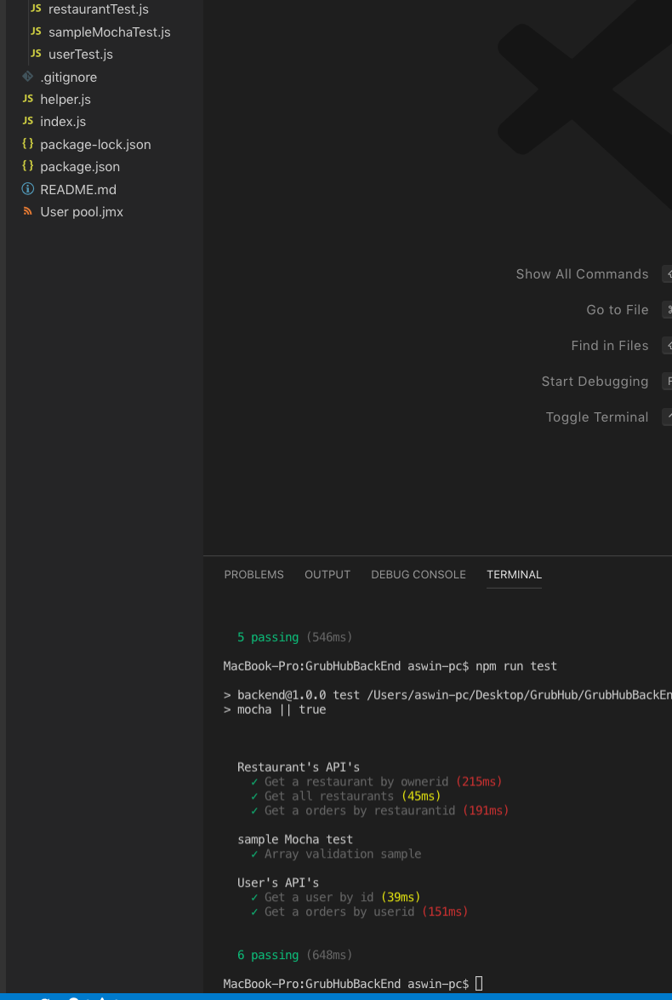 JS restaurantTest.js
JS sampleMochaTest.js
JS userTest.js
.gitignore
JS helper.js
JS index.js
{ } package-lock.json
{ } package.json
README.md
User pool.jmx
Show All Commands
Go to File
Find in Files
Start Debugging
Toggle Terminal
PROBLEMS OUTPUT DEBUG CONSOLE TERMINAL
5 passing (546ms)
MacBook-Pro:GrubHubBackEnd aswin-pc$ npm run test
> backend@1.0.0 test /Users/aswin-pc/Desktop/GrubHub/GrubHubBackEn
> mocha || true
Restaurant's API's
✓ Get a restaurant by ownerid (215ms)
✓ Get all restaurants (45ms)
✓ Get a orders by restaurantid (191ms)
sample Mocha test
✓ Array validation sample
User's API's
✓ Get a user by id (39ms)
✓ Get a orders by userid (151ms)
6 passing (648ms)
MacBook-Pro:GrubHubBackEnd aswin-pc$